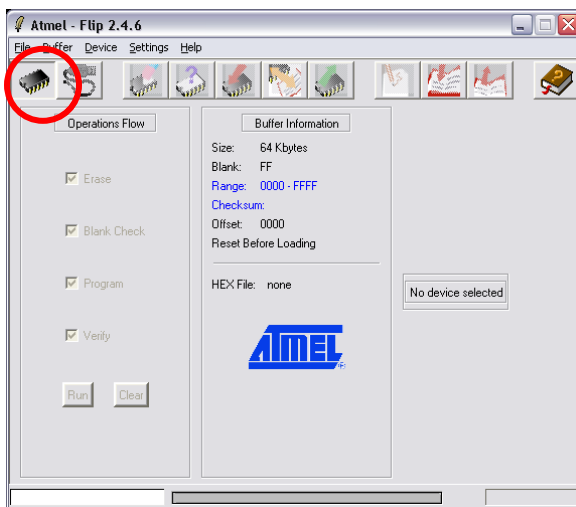 Atmel - Flip 2.4.6
File Buffer Device Settings Help
Operations Flow
Erase
Blank Check
Program
Verify
Run Clear
Buffer Information
Size: 64 Kbytes
Blank: FF
Range: 0000 - FFFF
Checksum:
Offset: 0000
Reset Before Loading
HEX File: none
ATMEL
®
No device selected